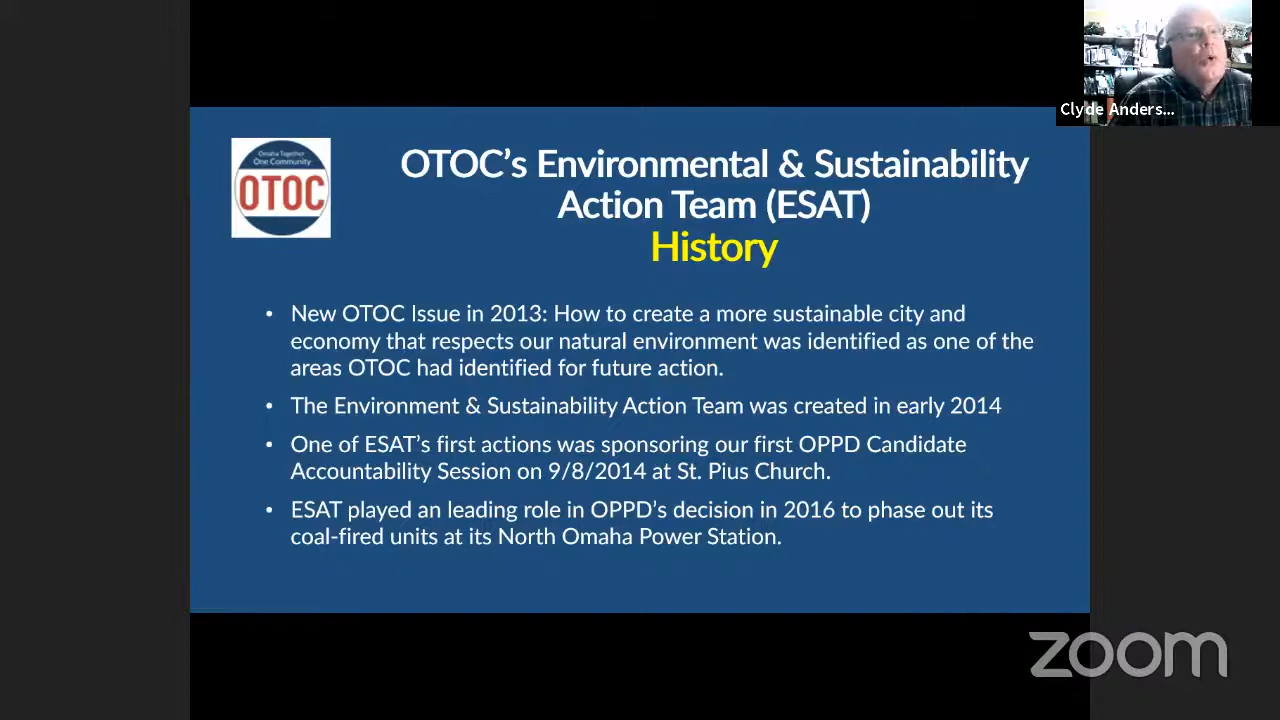 Clyde Anders...
Omaha Together
One Community
OTOC
OTOC’s Environmental & Sustainability
Action Team (ESAT)
History
• New OTOC Issue in 2013: How to create a more sustainable city and
economy that respects our natural environment was identified as one of the
areas OTOC had identified for future action.
• The Environment & Sustainability Action Team was created in early 2014
• One of ESAT’s first actions was sponsoring our first OPPD Candidate
Accountability Session on 9/8/2014 at St. Pius Church.
• ESAT played an leading role in OPPD’s decision in 2016 to phase out its
coal-fired units at its North Omaha Power Station.
zoom